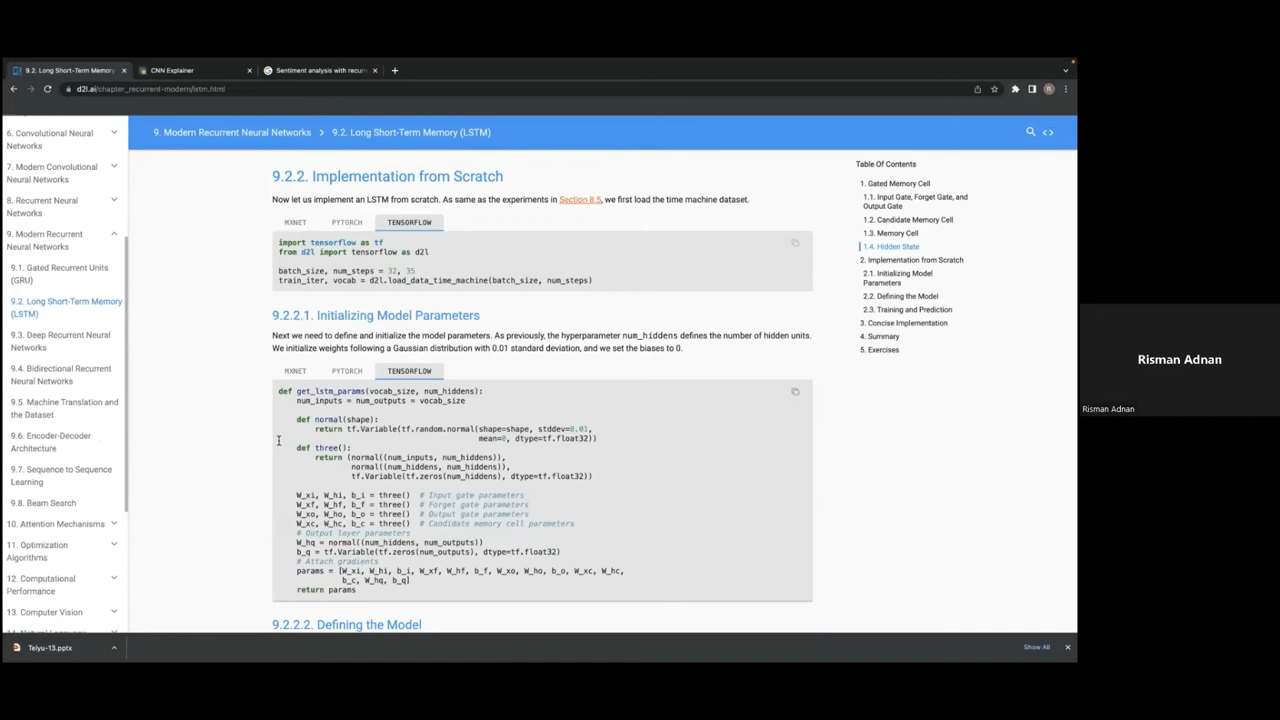 9.2. Long Short-Term Memory
CNN Explainer
Sentiment analysis with recur
d2l.ai/chapter_recurrent-modern/lstm.html
6. Convolutional Neural
Networks
7. Modern Convolutional
Neural Networks
8. Recurrent Neural
Networks
9. Modern Recurrent
Neural Networks
9.1. Gated Recurrent Units
(GRU)
9.2. Long Short-Term Memory
(LSTM)
9.3. Deep Recurrent Neural
Networks
9.4. Bidirectional Recurrent
Neural Networks
9.5. Machine Translation and
the Dataset
9.6. Encoder-Decoder
Architecture
9.7. Sequence to Sequence
Learning
9.8. Beam Search
10. Attention Mechanisms
11. Optimization
Algorithms
12. Computational
Performance
13. Computer Vision
9. Modern Recurrent Neural Networks > 9.2. Long Short-Term Memory (LSTM)
9.2.2. Implementation from Scratch
Now let us implement an LSTM from scratch. As same as the experiments in Section 8.5, we first load the time machine dataset.
MXNET PYTORCH TENSORFLOW
import tensorflow as tf
from d2l import tensorflow as d2l
batch_size, num_steps = 32, 35
train_iter, vocab = d2l.load_data_time_machine(batch_size, num_steps)
9.2.2.1. Initializing Model Parameters
Next we need to define and initialize the model parameters. As previously, the hyperparameter num_hiddens defines the number of hidden units.
We initialize weights following a Gaussian distribution with 0.01 standard deviation, and we set the biases to 0.
MXNET PYTORCH TENSORFLOW
def get_lstm_params(vocab_size, num_hiddens):
num_inputs = num_outputs = vocab_size
def normal(shape):
return tf.Variable(tf.random.normal(shape=shape, stddev=0.01,
mean=0, dtype=tf.float32))
def three():
return (normal((num_inputs, num_hiddens)),
normal((num_hiddens, num_hiddens)),
tf.Variable(tf.zeros(num_hiddens), dtype=tf.float32))
W_xi, W_hi, b_i = three() # Input gate parameters
W_xf, W_hf, b_f = three() # Forget gate parameters
W_xo, W_ho, b_o = three() # Output gate parameters
W_xc, W_hc, b_c = three() # Candidate memory cell parameters
# Output layer parameters
W_hq = normal((num_hiddens, num_outputs))
b_q = tf.Variable(tf.zeros(num_outputs), dtype=tf.float32)
# Attach gradients
params = [W_xi, W_hi, b_i, W_xf, W_hf, b_f, W_xo, W_ho, b_o, W_xc, W_hc,
b_c, W_hq, b_q]
return params
9.2.2.2. Defining the Model
Table Of Contents
1. Gated Memory Cell
1.1. Input Gate, Forget Gate, and
Output Gate
1.2. Candidate Memory Cell
1.3. Memory Cell
1.4. Hidden State
2. Implementation from Scratch
2.1. Initializing Model
Parameters
2.2. Defining the Model
2.3. Training and Prediction
3. Concise Implementation
4. Summary
5. Exercises
Risman Adnan
Risman Adnan
Telyu-13.pptx
Show All